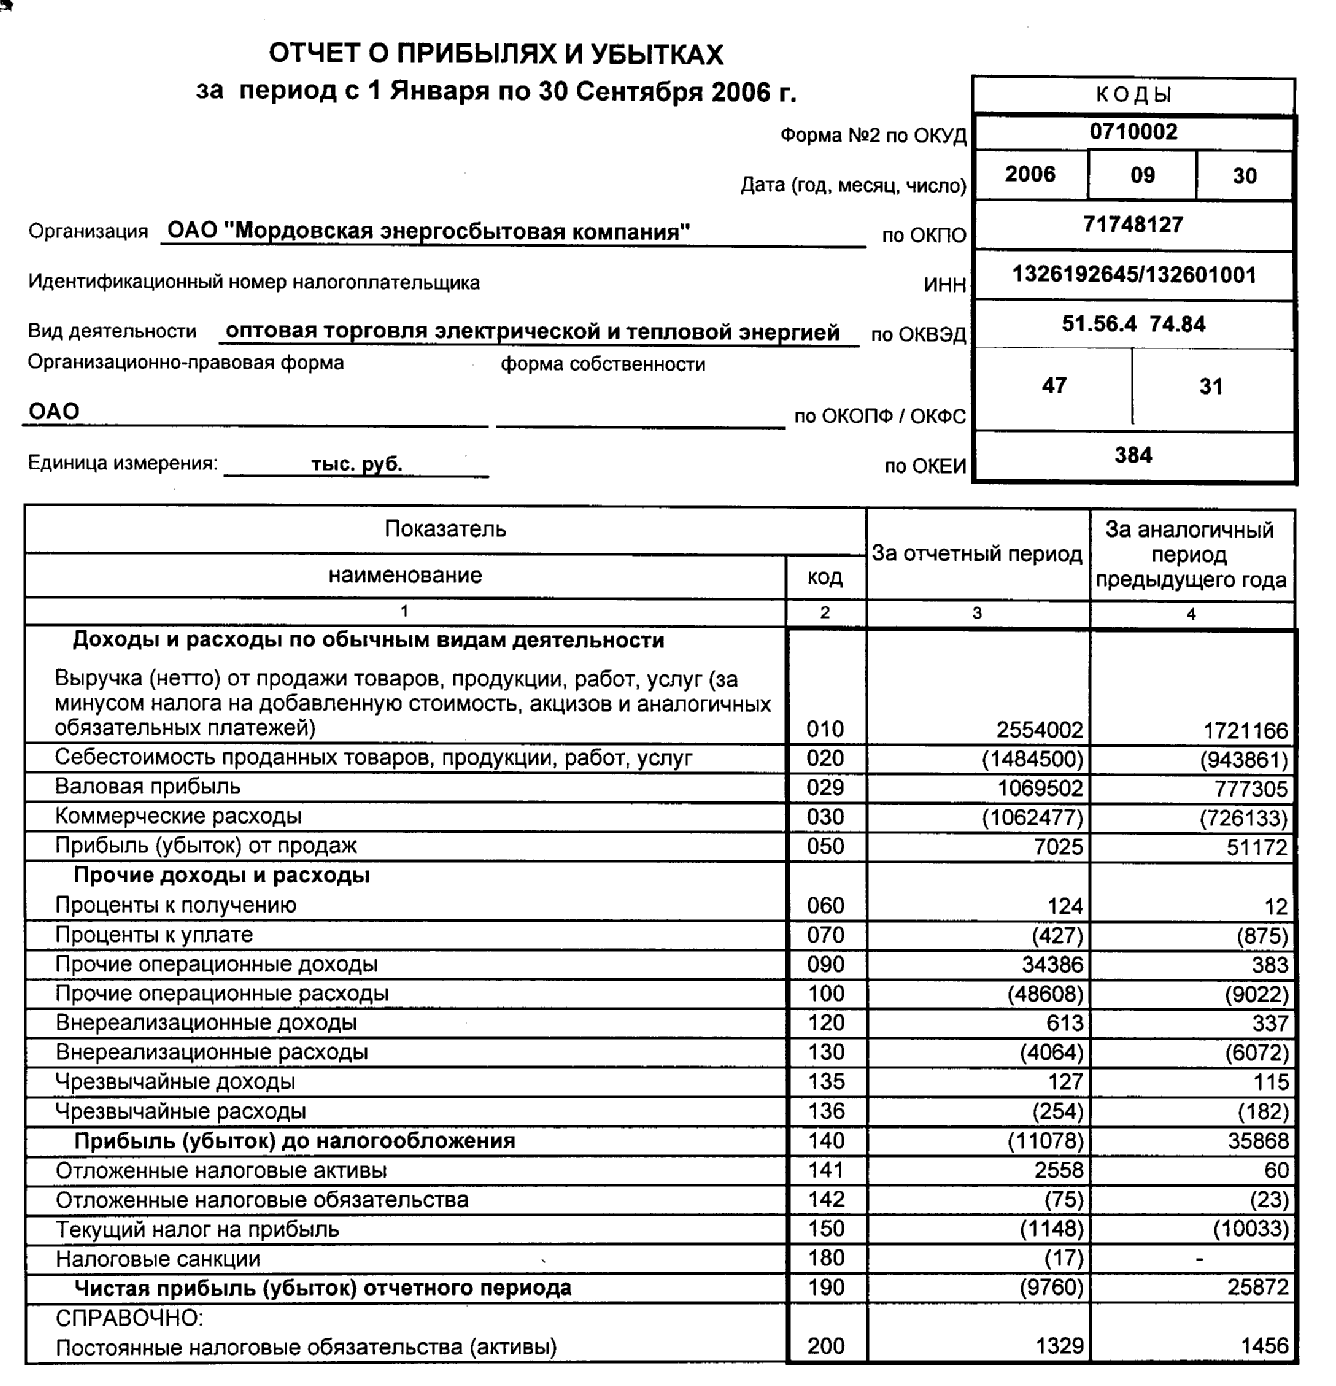 ОТЧЕТ О ПРИБЫЛЯХ И УБЫТКАХ
за период с 1 Января по 30 Сентября 2006 г.
КОДЫ
Форма №2 по ОКУД 0710002
Дата (год, месяц, число) 2006 09 30
Организация ОАО "Мордовская энергосбытовая компания" по ОКПО 71748127
Идентификационный номер налогоплательщика ИНН 1326192645/132601001
Вид деятельности оптовая торговля электрической и тепловой энергией по ОКВЭД 51.56.4 74.84
Организационно-правовая форма форма собственности
47 31
ОАО по ОКОПФ / ОКФС
Единица измерения: тыс. руб. по ОКЕИ 384
Показатель За отчетный период За аналогичный период предыдущего года
наименование код
1 2 3 4
Доходы и расходы по обычным видам деятельности
Выручка (нетто) от продажи товаров, продукции, работ, услуг (за
минусом налога на добавленную стоимость, акцизов и аналогичных
обязательных платежей) 010 2554002 1721166
Себестоимость проданных товаров, продукции, работ, услуг 020 (1484500) (943861)
Валовая прибыль 029 1069502 777305
Коммерческие расходы 030 (1062477) (726133)
Прибыль (убыток) от продаж 050 7025 51172
Прочие доходы и расходы
Проценты к получению 060 124 12
Проценты к уплате 070 (427) (875)
Прочие операционные доходы 090 34386 383
Прочие операционные расходы 100 (48608) (9022)
Внереализационные доходы 120 613 337
Внереализационные расходы 130 (4064) (6072)
Чрезвычайные доходы 135 127 115
Чрезвычайные расходы 136 (254) (182)
Прибыль (убыток) до налогообложения 140 (11078) 35868
Отложенные налоговые активы 141 2558 60
Отложенные налоговые обязательства 142 (75) (23)
Текущий налог на прибыль 150 (1148) (10033)
Налоговые санкции 180 (17) -
Чистая прибыль (убыток) отчетного периода 190 (9760) 25872
СПРАВОЧНО:
Постоянные налоговые обязательства (активы) 200 1329 1456